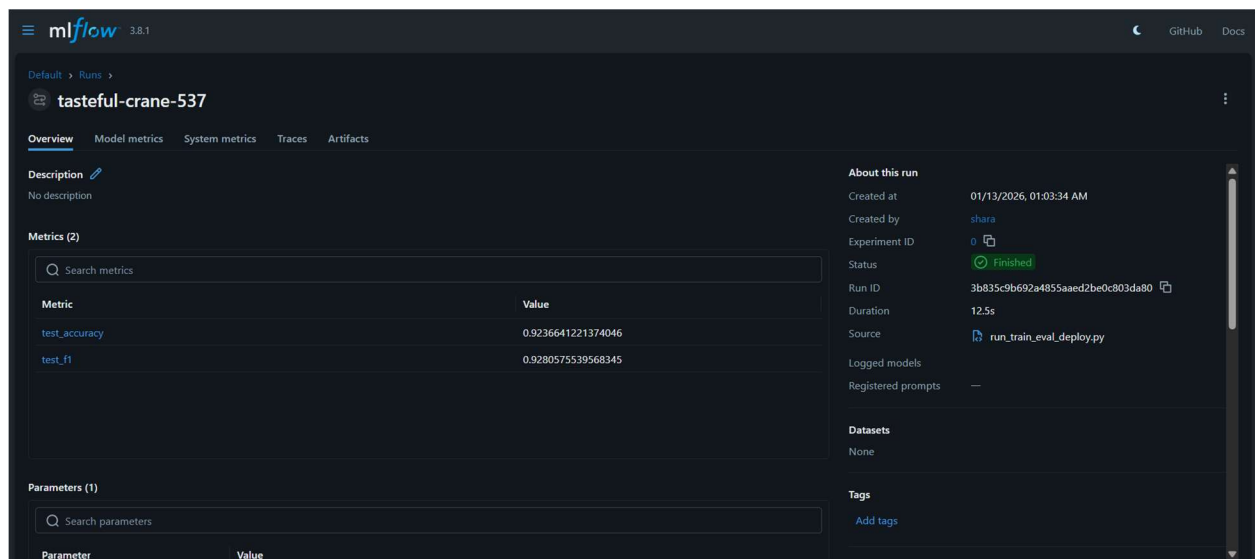 mlflow 3.8.1 GitHub Docs
Default › Runs ›
tasteful-crane-537
Overview Model metrics System metrics Traces Artifacts
Description
No description
Metrics (2)
Search metrics
Metric Value
test_accuracy 0.9236641221374046
test_f1 0.9280575539568345
Parameters (1)
Search parameters
Parameter Value
About this run
Created at 01/13/2026, 01:03:34 AM
Created by shara
Experiment ID 0
Status Finished
Run ID 3b835c9b692a4855aaed2be0c803da80
Duration 12.5s
Source run_train_eval_deploy.py
Logged models
Registered prompts —
Datasets
None
Tags
Add tags